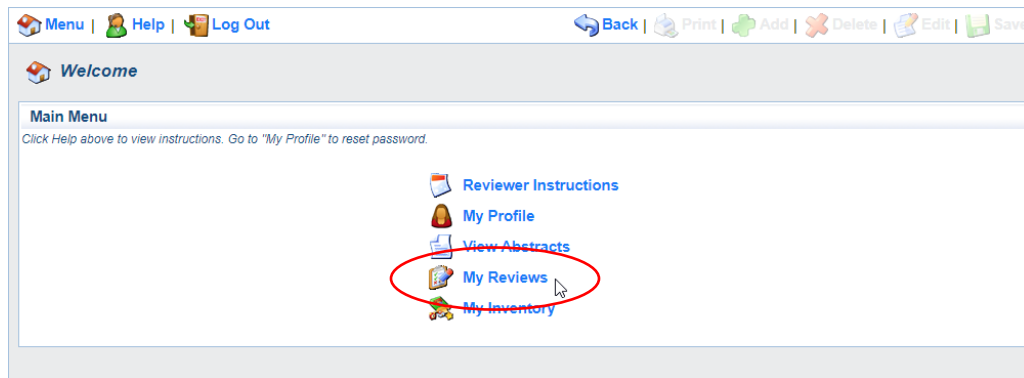 Menu | Help | Log Out Back | Print | Add | Delete | Edit | Save
Welcome
Main Menu
Click Help above to view instructions. Go to "My Profile" to reset password.
Reviewer Instructions
My Profile
View Abstracts
My Reviews
My Inventory